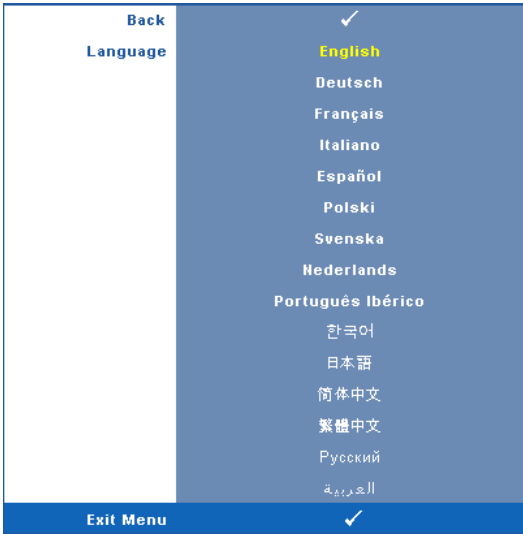 Back ✓
Language English
Deutsch
Français
Italiano
Español
Polski
Svenska
Nederlands
Português Ibérico
한국어
日本語
简体中文
繁體中文
Русский
العربية
Exit Menu ✓